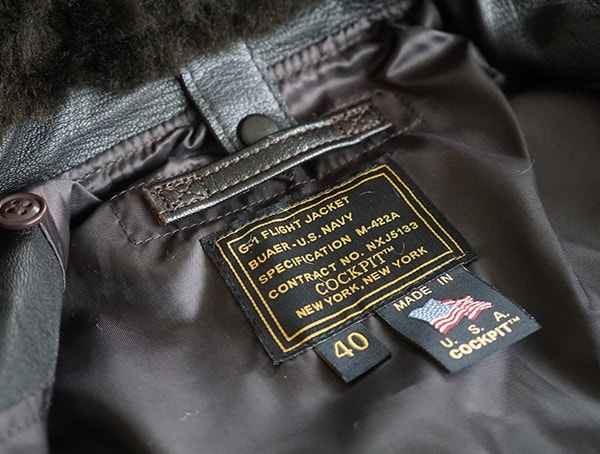 G-1 FLIGHT JACKET
BUAER-U.S. NAVY
SPECIFICATION M-422A
CONTRACT NO. NXJ5133
COCKPIT™
NEW YORK, NEW YORK
40
MADE IN
U. S. A.
COCKPIT™